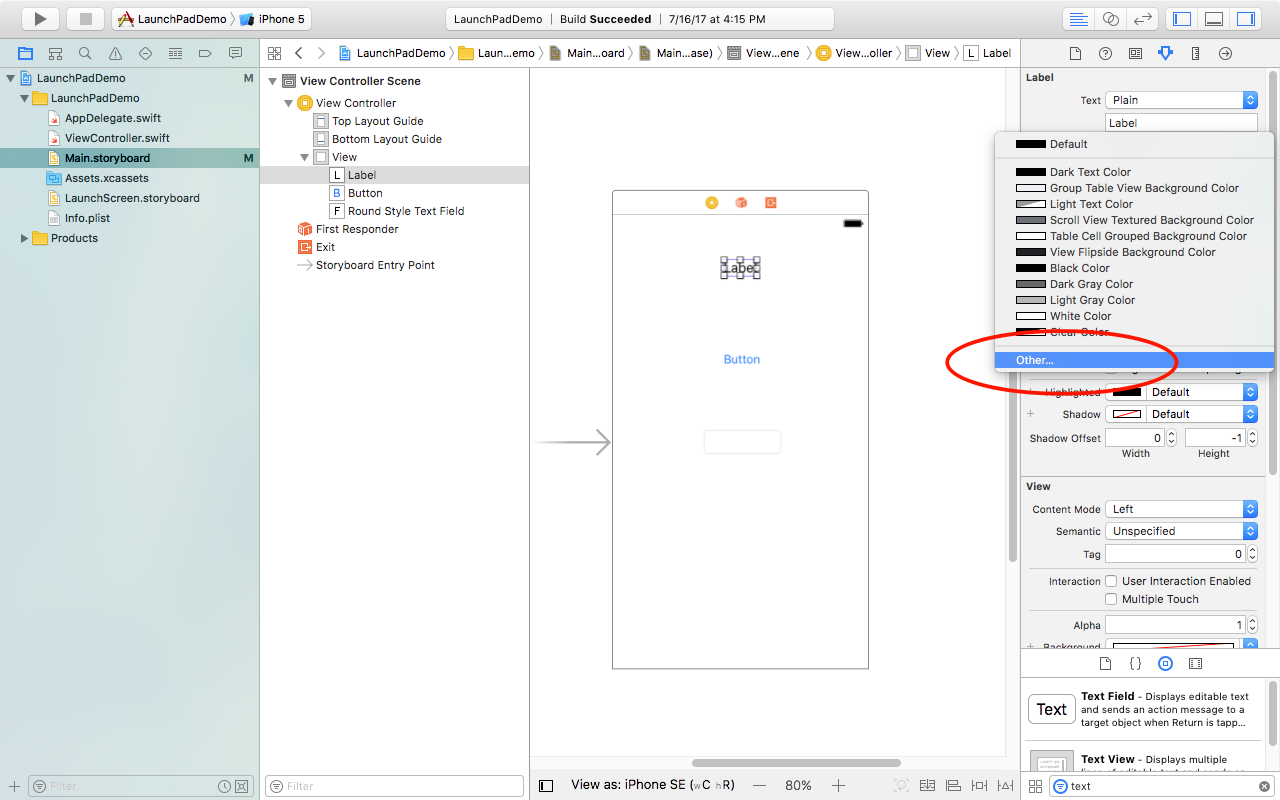 LaunchPadDemo
iPhone 5
LaunchPadDemo | Build Succeeded | 7/16/17 at 4:15 PM
LaunchPadDemo
Laun...emo
Main...oard
Main...ase)
View...ene
View...oller
View
L Label
LaunchPadDemo M
LaunchPadDemo
AppDelegate.swift
ViewController.swift
Main.storyboard M
Assets.xcassets
LaunchScreen.storyboard
Info.plist
Products
Filter
View Controller Scene
View Controller
Top Layout Guide
Bottom Layout Guide
View
L Label
B Button
F Round Style Text Field
First Responder
Exit
Storyboard Entry Point
Filter
Label
Button
View as: iPhone SE (wC hR)
80%
Label
Text Plain
Label
Default
Dark Text Color
Group Table View Background Color
Light Text Color
Scroll View Textured Background Color
Table Cell Grouped Background Color
View Flipside Background Color
Black Color
Dark Gray Color
Light Gray Color
White Color
Clear Color
Other...
Highlighted Default
Shadow Default
Shadow Offset 0 -1
Width Height
View
Content Mode Left
Semantic Unspecified
Tag 0
Interaction User Interaction Enabled
Multiple Touch
Alpha 1
Background
{}
Text
Text Field - Displays editable text
and sends an action message to a
target object when Return is tapp...
Text View - Displays multiple
text